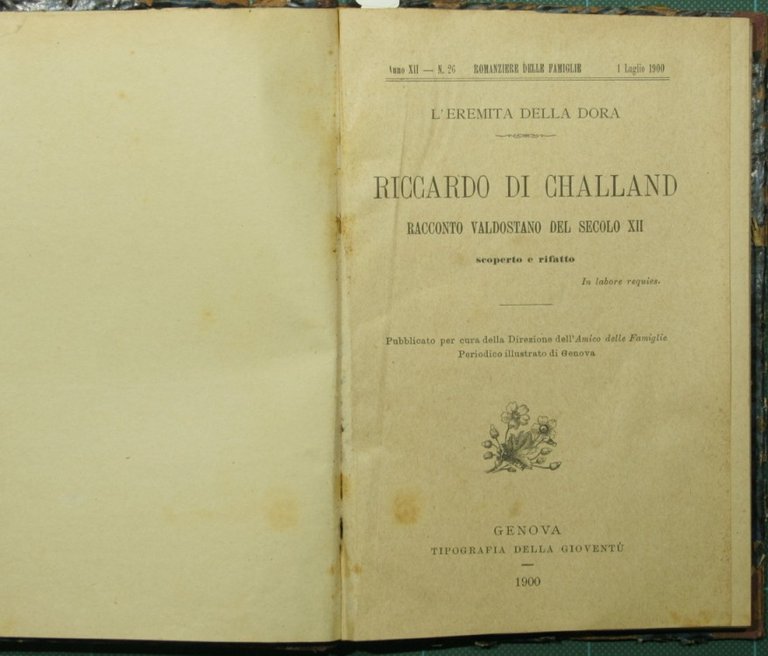 Anno XII — N. 26 ROMANZIERE DELLE FAMIGLIE 1 Luglio 1900
L'EREMITA DELLA DORA
RICCARDO DI CHALLAND
RACCONTO VALDOSTANO DEL SECOLO XII
scoperto e rifatto
In labore requies.
Pubblicato per cura della Direzione dell'Amico delle Famiglie
Periodico illustrato di Genova
GENOVA
TIPOGRAFIA DELLA GIOVENTÙ
1900